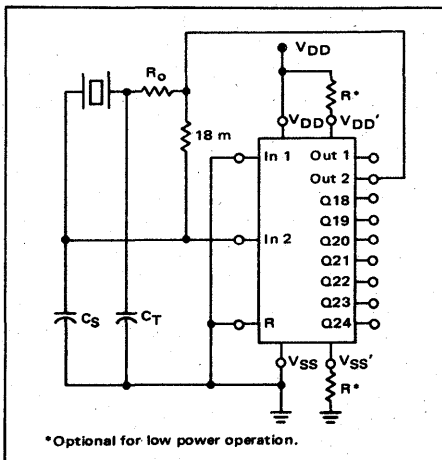 VDD
Ro
R*
VDD
VDD'
18 m
In 1
Out 1
Out 2
Q18
Q19
In 2
Q20
Q21
Q22
Q23
R
Q24
CS
CT
VSS
VSS'
R*
*Optional for low power operation.